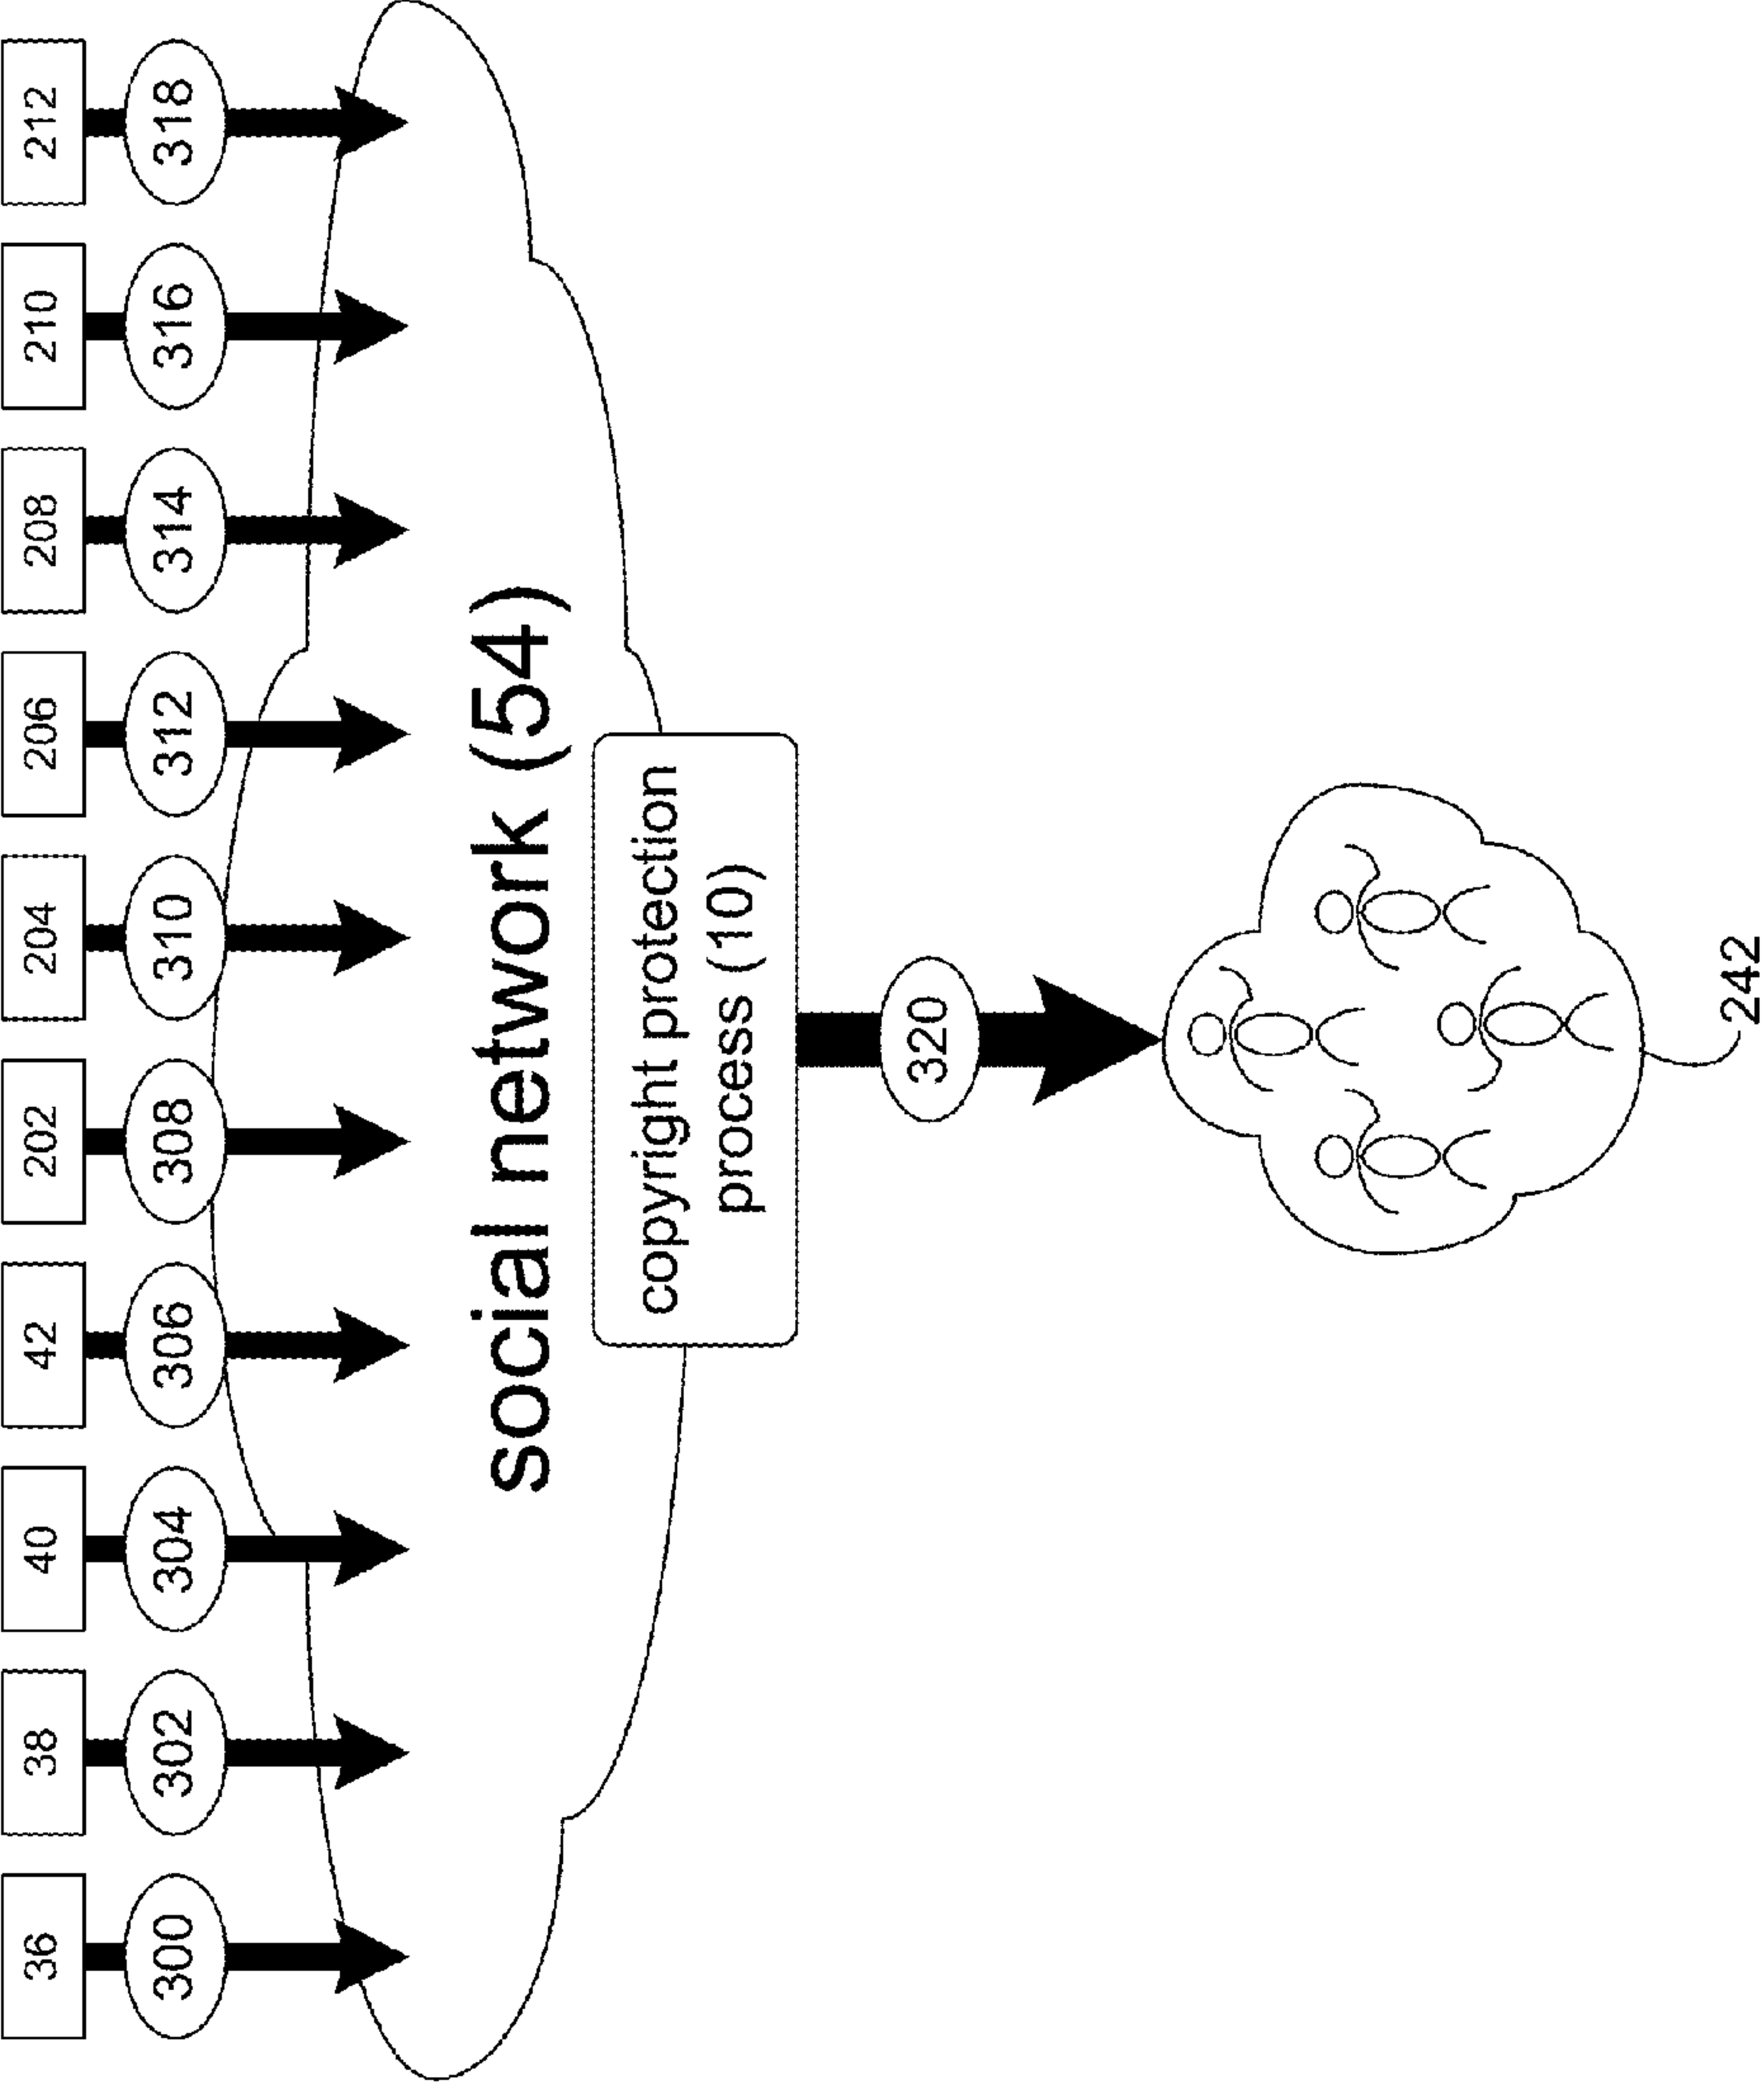 36 38 40 42 202 204 206 208 210 212
300 302 304 306 308 310 312 314 316 318
social network (54)
copyright protection
process (10)
320
242